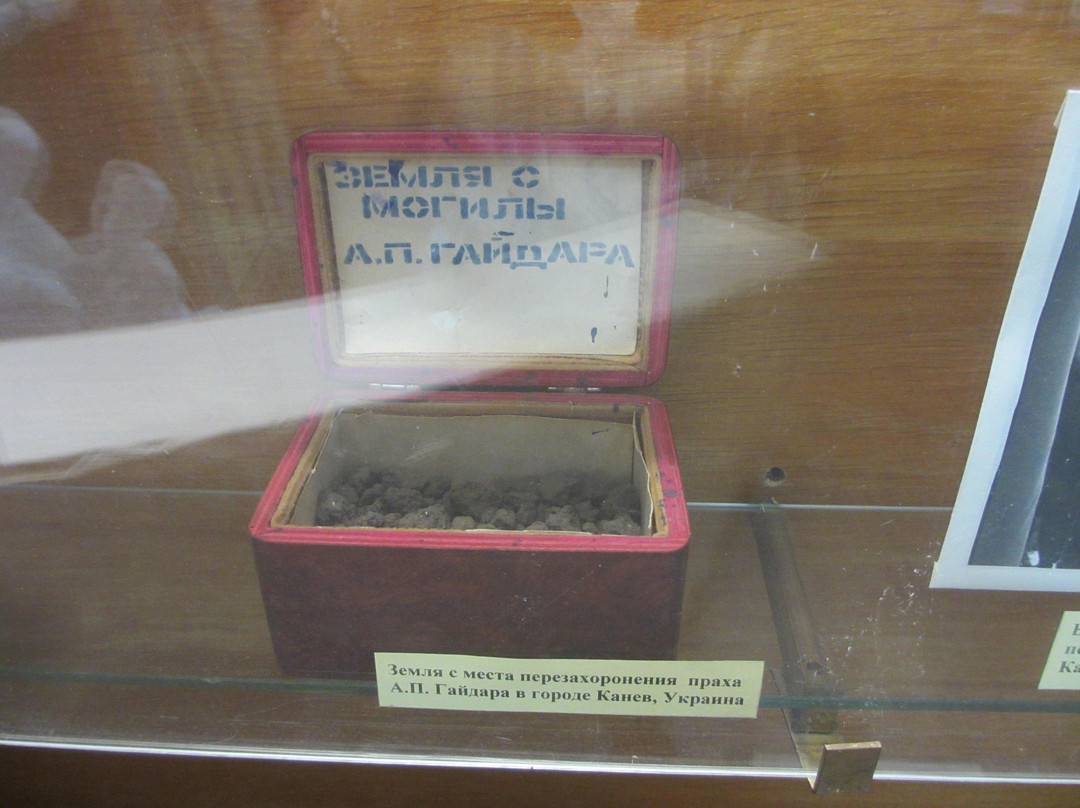 ЗЕМЛЯ С
МОГИЛЫ
А.П. ГАЙДАРА
Земля с места перезахоронения праха
А.П. Гайдара в городе Канев, Украина